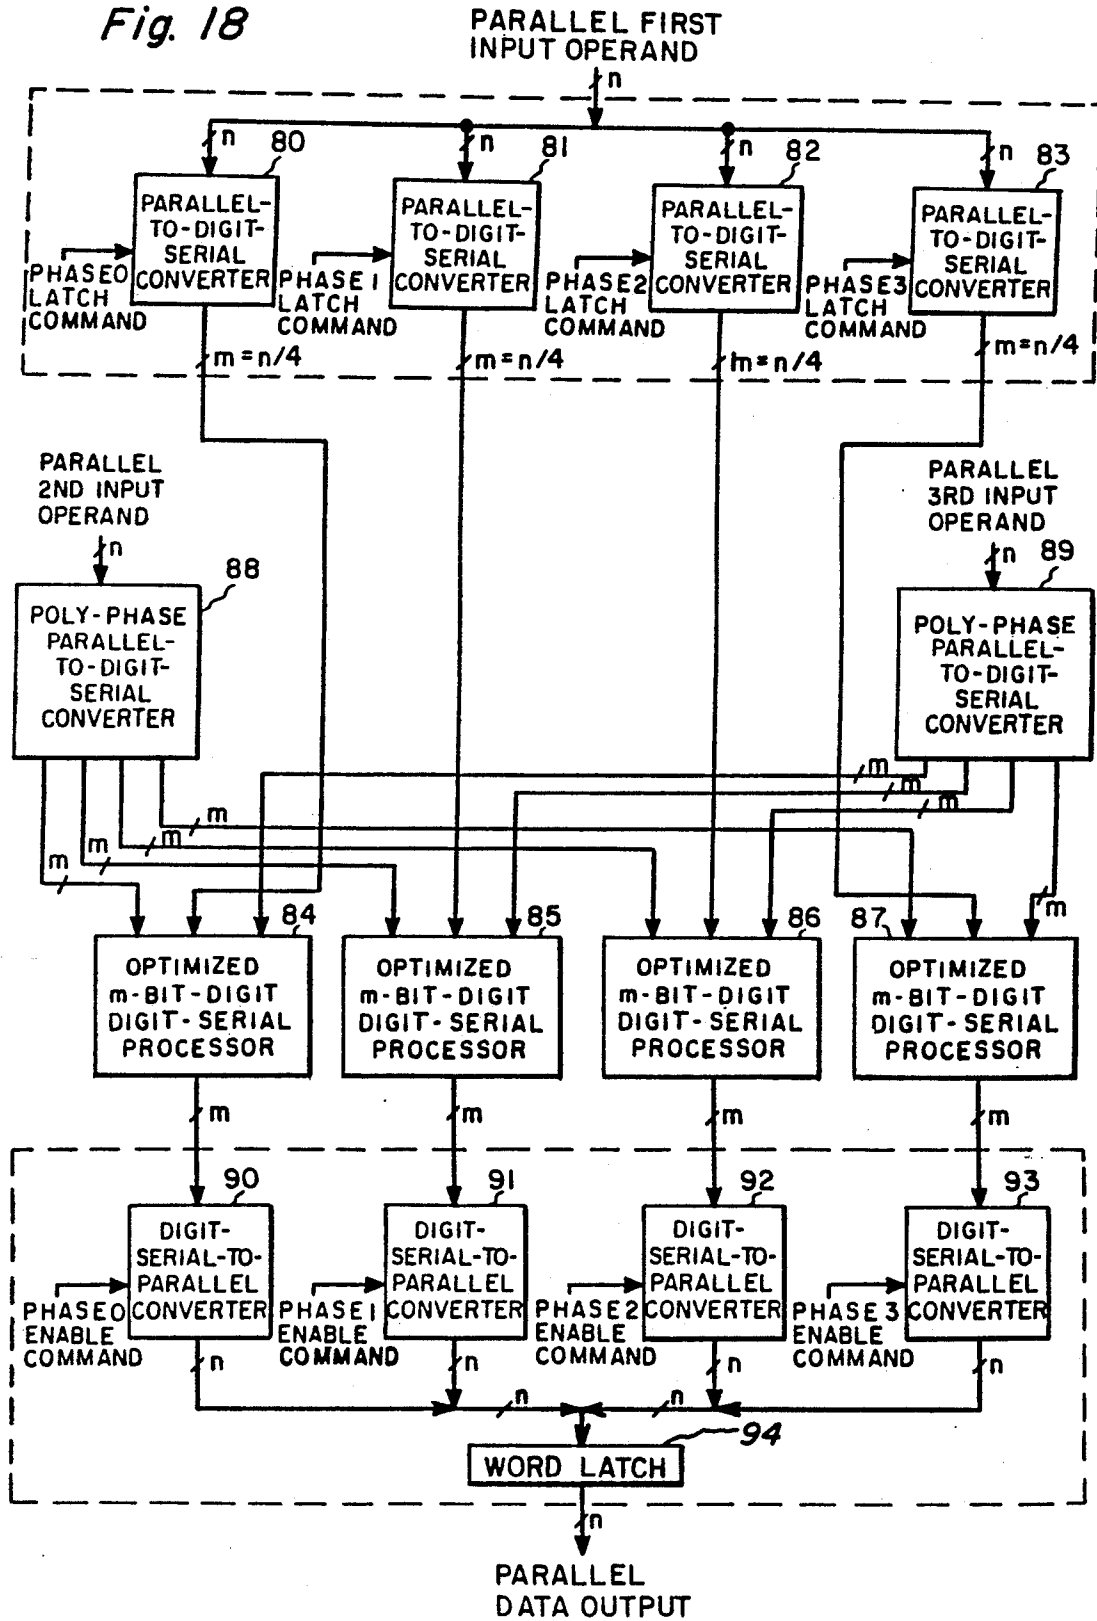 Fig. 18
PARALLEL FIRST
INPUT OPERAND
n
n
80
n
81
n
82
n
83
PARALLEL-
TO-DIGIT-
SERIAL
CONVERTER
PARALLEL-
TO-DIGIT-
SERIAL
CONVERTER
PARALLEL-
TO-DIGIT-
SERIAL
CONVERTER
PARALLEL-
TO-DIGIT-
SERIAL
CONVERTER
PHASE0
LATCH
COMMAND
PHASE 1
LATCH
COMMAND
PHASE2
LATCH
COMMAND
PHASE3
LATCH
COMMAND
m=n/4
m=n/4
m=n/4
m=n/4
PARALLEL
2ND INPUT
OPERAND
n
88
PARALLEL
3RD INPUT
OPERAND
n
89
POLY-PHASE
PARALLEL-
TO-DIGIT-
SERIAL
CONVERTER
POLY-PHASE
PARALLEL-
TO-DIGIT-
SERIAL
CONVERTER
m
m
m
m
m
m
m
m
84
85
86
87
OPTIMIZED
m-BIT-DIGIT
DIGIT-SERIAL
PROCESSOR
OPTIMIZED
m-BIT-DIGIT
DIGIT-SERIAL
PROCESSOR
OPTIMIZED
m-BIT-DIGIT
DIGIT-SERIAL
PROCESSOR
OPTIMIZED
m-BIT-DIGIT
DIGIT-SERIAL
PROCESSOR
m
m
m
m
90
91
92
93
DIGIT-
SERIAL-TO-
PARALLEL
CONVERTER
DIGIT-
SERIAL-TO-
PARALLEL
CONVERTER
DIGIT-
SERIAL-TO-
PARALLEL
CONVERTER
DIGIT-
SERIAL-TO-
PARALLEL
CONVERTER
PHASE0
ENABLE
COMMAND
PHASE 1
ENABLE
COMMAND
PHASE 2
ENABLE
COMMAND
PHASE 3
ENABLE
COMMAND
n
n
n
n
n
n
94
WORD LATCH
n
PARALLEL
DATA OUTPUT